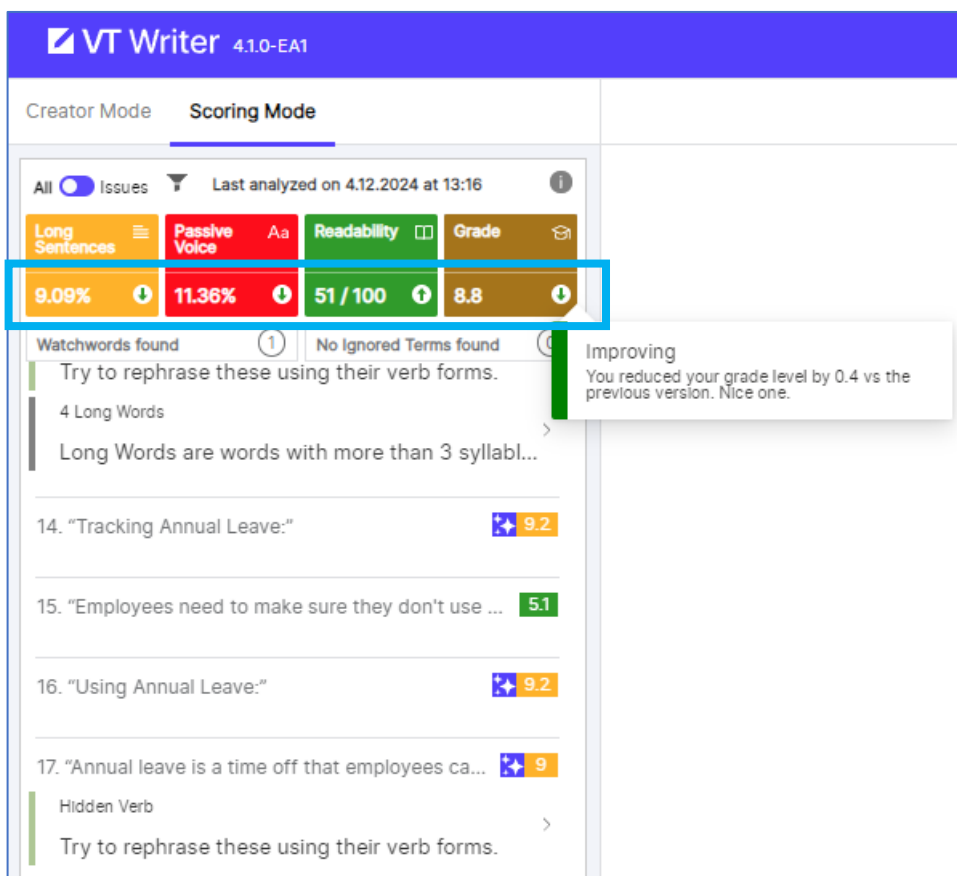 VT Writer 4.1.0-EA1
Creator Mode Scoring Mode
All Issues Last analyzed on 4.12.2024 at 13:16
Long Sentences Passive Voice Aa Readability Grade
9.09% 11.36% 51 / 100 8.8
Watchwords found 1 No Ignored Terms found
Try to rephrase these using their verb forms.
4 Long Words
Long Words are words with more than 3 syllabl...
Improving
You reduced your grade level by 0.4 vs the
previous version. Nice one.
14. “Tracking Annual Leave:” 9.2
15. “Employees need to make sure they don't use ... 5.1
16. “Using Annual Leave:” 9.2
17. “Annual leave is a time off that employees ca... 9
Hidden Verb
Try to rephrase these using their verb forms.